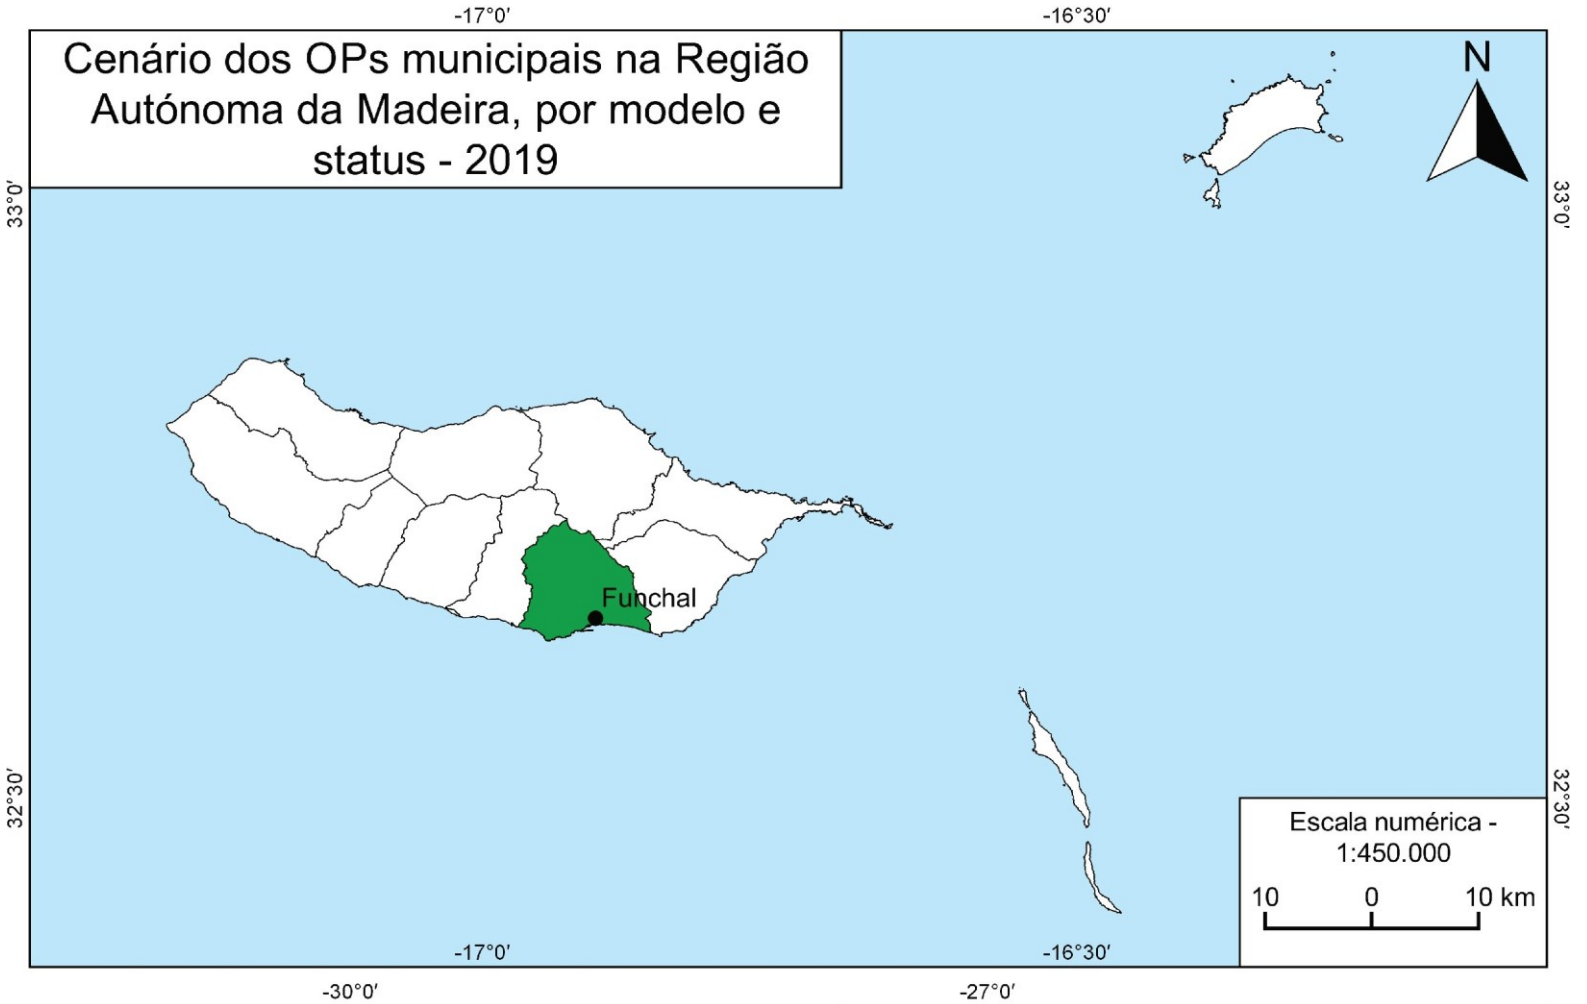 -17°0'
-16°30'
Cenário dos OPs municipais na Região
Autónoma da Madeira, por modelo e
status - 2019
N
33°0'
33°0'
Funchal
32°30'
32°30'
Escala numérica -
1:450.000
10 0 10 km
-17°0'
-16°30'
-30°0'
-27°0'